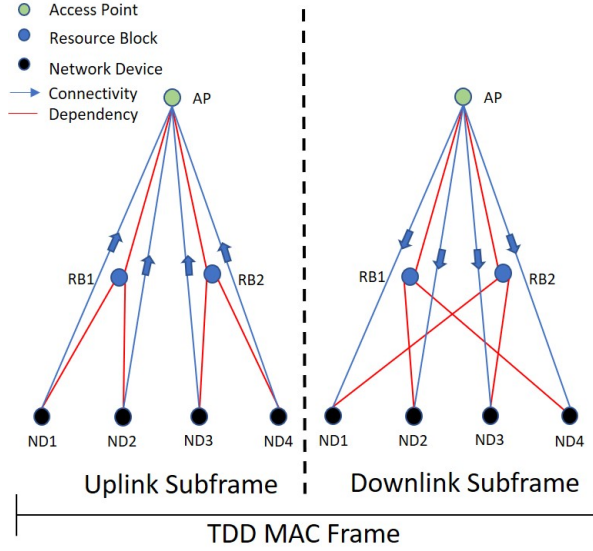 Access Point
Resource Block
Network Device
Connectivity
Dependency
AP
AP
RB1
RB2
RB1
RB2
ND1
ND2
ND3
ND4
ND1
ND2
ND3
ND4
Uplink Subframe
Downlink Subframe
TDD MAC Frame